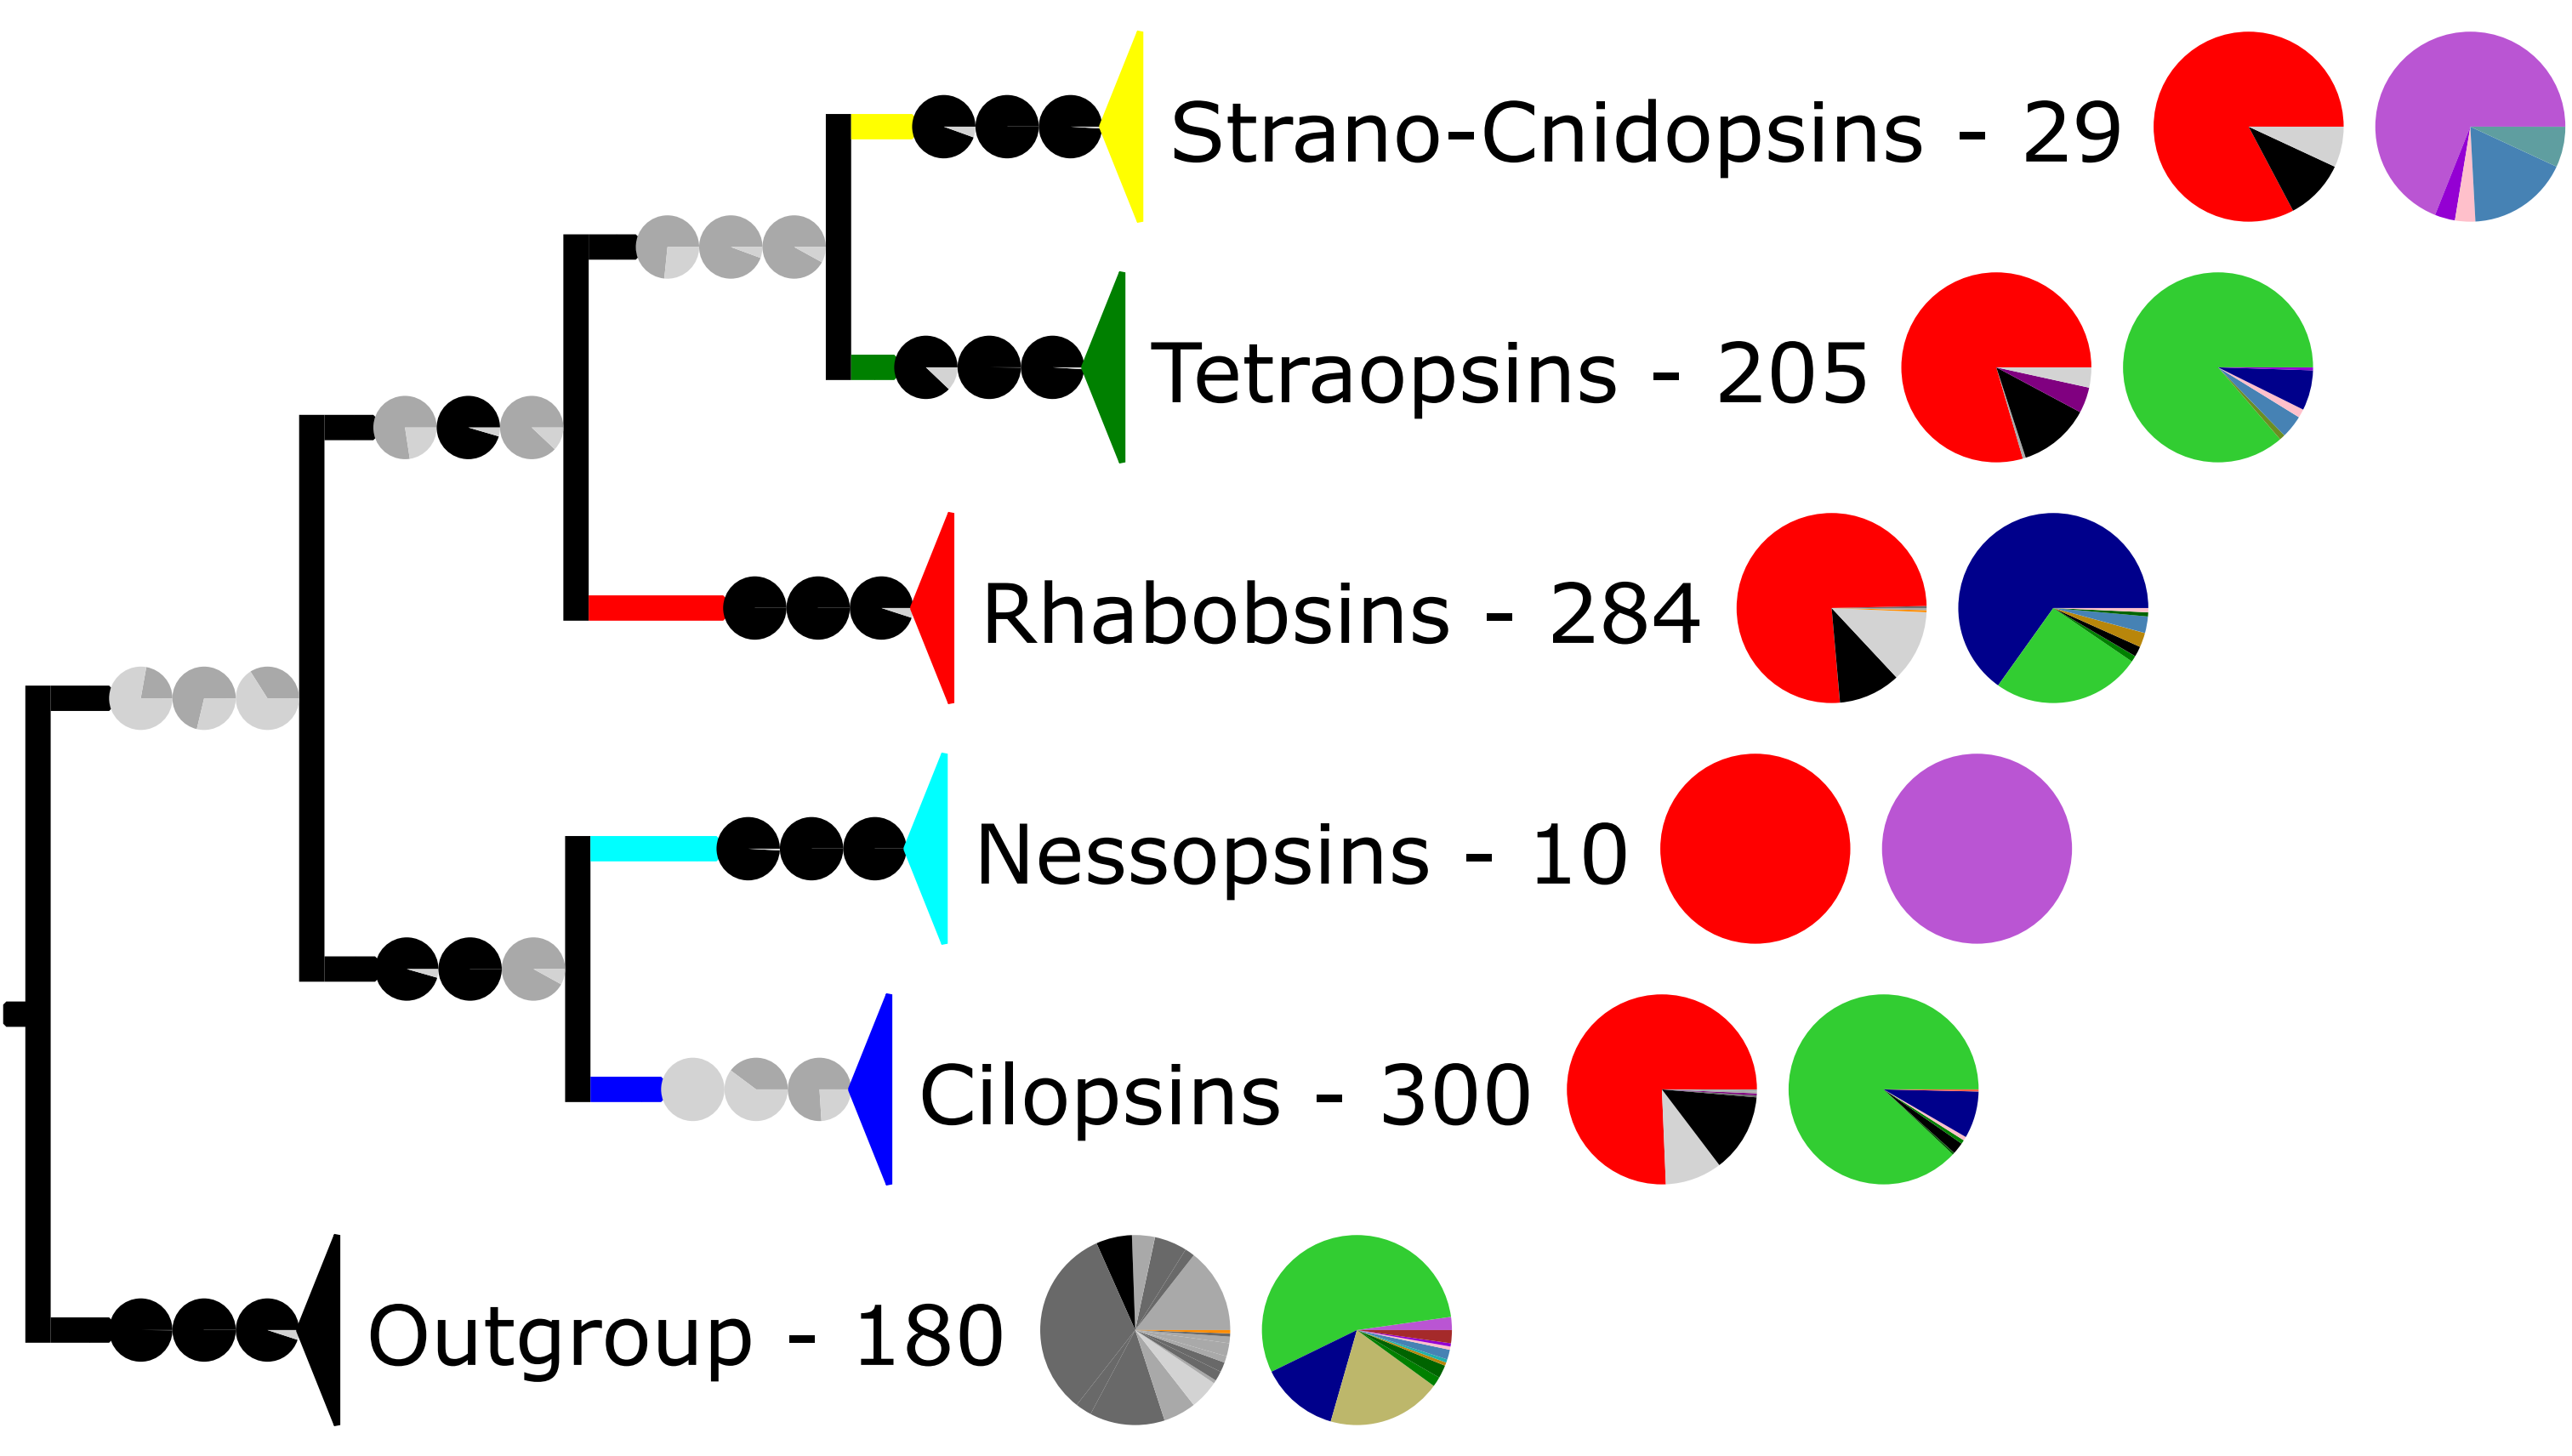 Strano-Cnidopsins - 29
Tetraopsins - 205
Rhabobsins - 284
Nessopsins - 10
Cilopsins - 300
Outgroup - 180